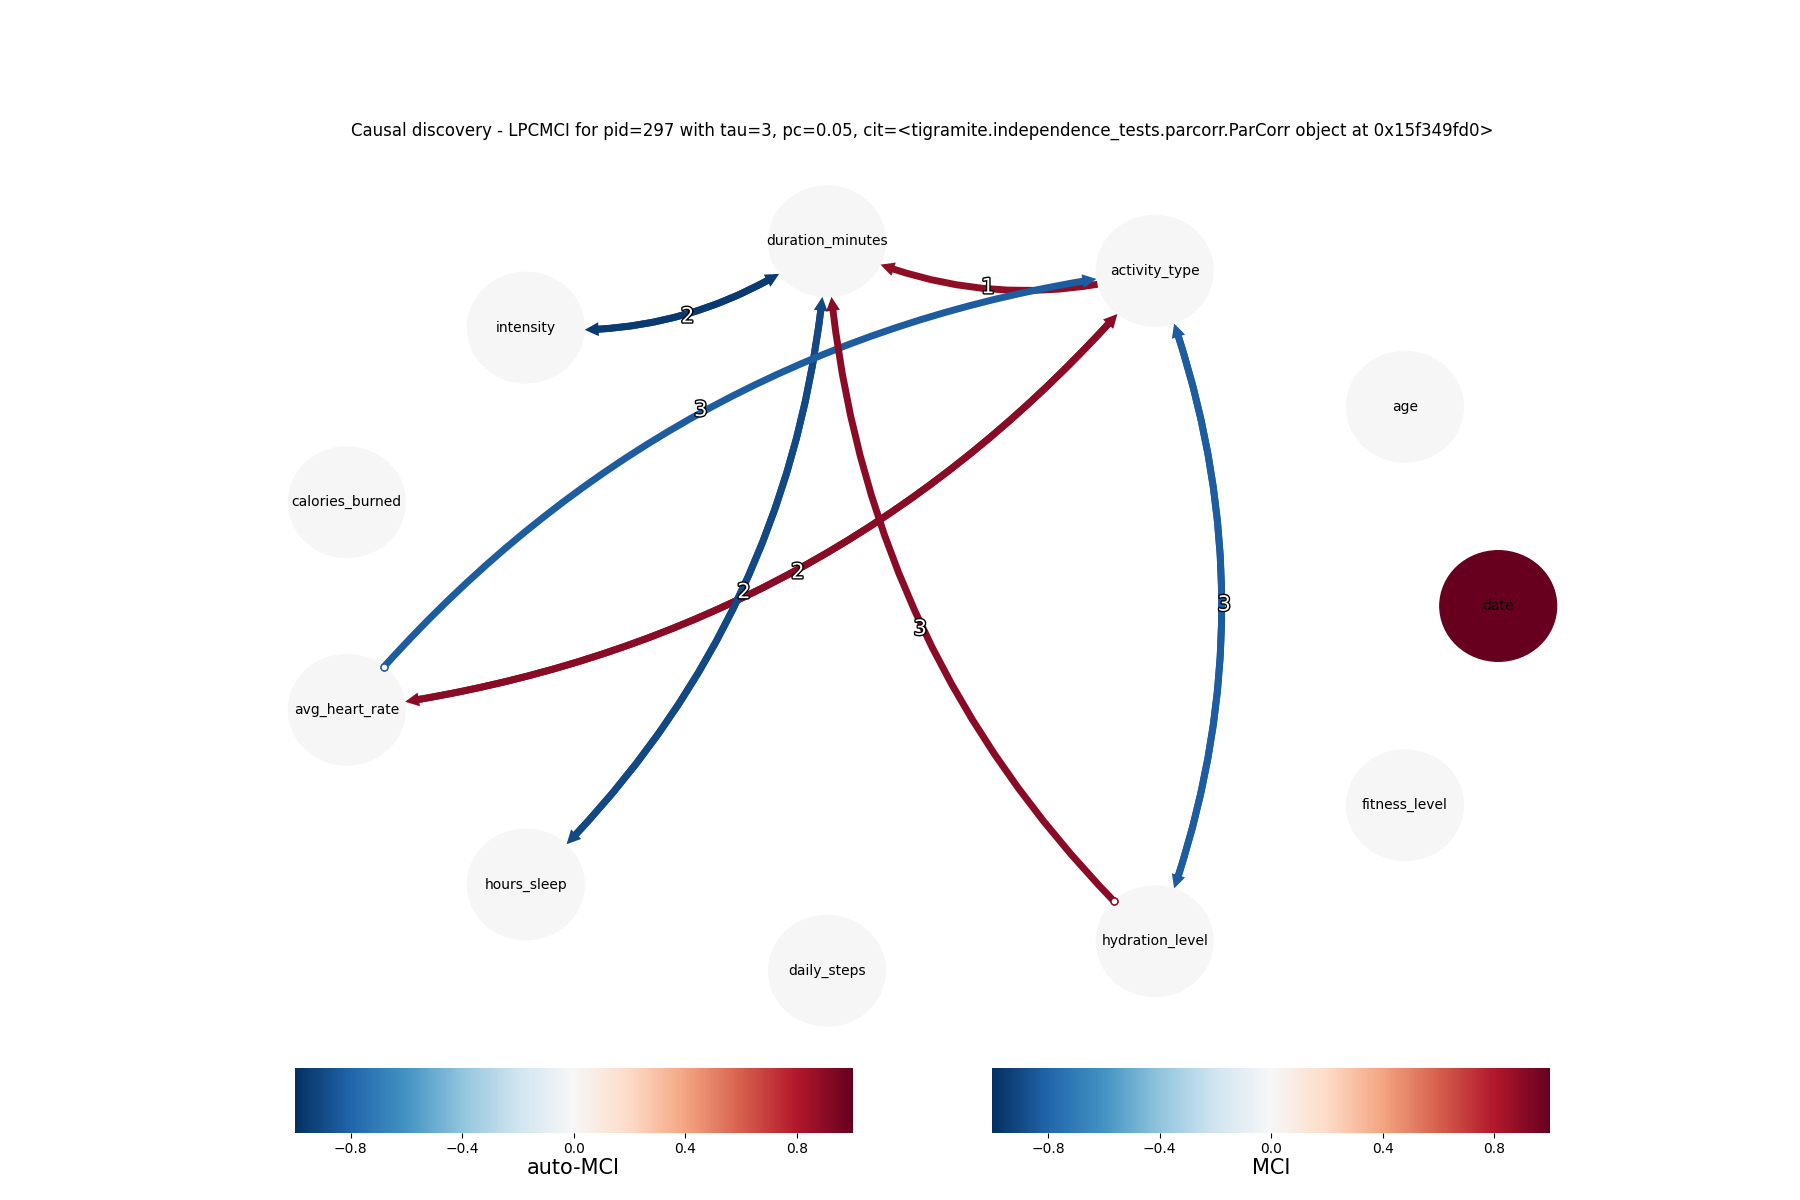 Causal discovery - LPCMCI for pid=297 with tau=3, pc=0.05, cit=<tigramite.independence_tests.parcorr.ParCorr object at 0x15f349fd0>
duration_minutes
activity_type
1
intensity
2
age
3
calories_burned
2
2
3
3
date
avg_heart_rate
fitness_level
hours_sleep
hydration_level
daily_steps
−0.8 −0.4 0.0 0.4 0.8
auto-MCI
−0.8 −0.4 0.0 0.4 0.8
MCI